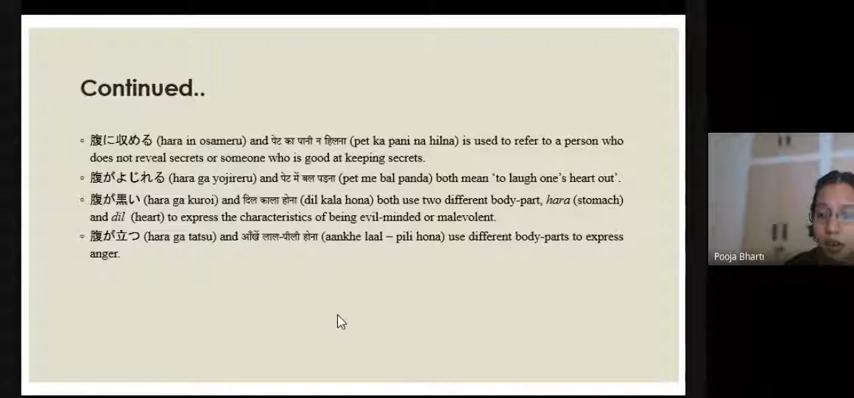 Continued..
◦ 腹に収める (hara in osameru) and पेट का पानी न हिलना (pet ka pani na hilna) is used to refer to a person who
does not reveal secrets or someone who is good at keeping secrets.
◦ 腹がよじれる (hara ga yojireru) and पेट में बल पड़ना (pet me bal panda) both mean ‘to laugh one’s heart out’.
◦ 腹が黒い (hara ga kuroi) and दिल काला होना (dil kala hona) both use two different body-part, hara (stomach)
and dil (heart) to express the characteristics of being evil-minded or malevolent.
◦ 腹が立つ (hara ga tatsu) and आँखें लाल-पीली होना (aankhe laal – pili hona) use different body-parts to express
anger.
Pooja Bharti